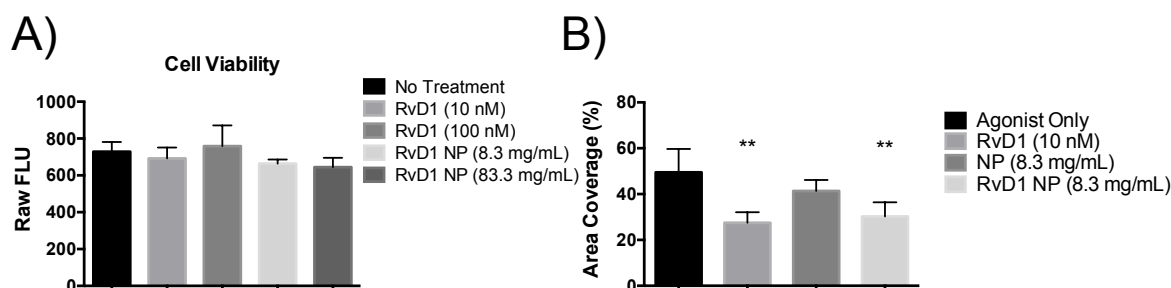 A)
Cell Viability
Raw FLU
1000
800
600
400
200
0
No Treatment
RvD1 (10 nM)
RvD1 (100 nM)
RvD1 NP (8.3 mg/mL)
RvD1 NP (83.3 mg/mL)
B)
Area Coverage (%)
80
60
40
20
0
**
**
Agonist Only
RvD1 (10 nM)
NP (8.3 mg/mL)
RvD1 NP (8.3 mg/mL)